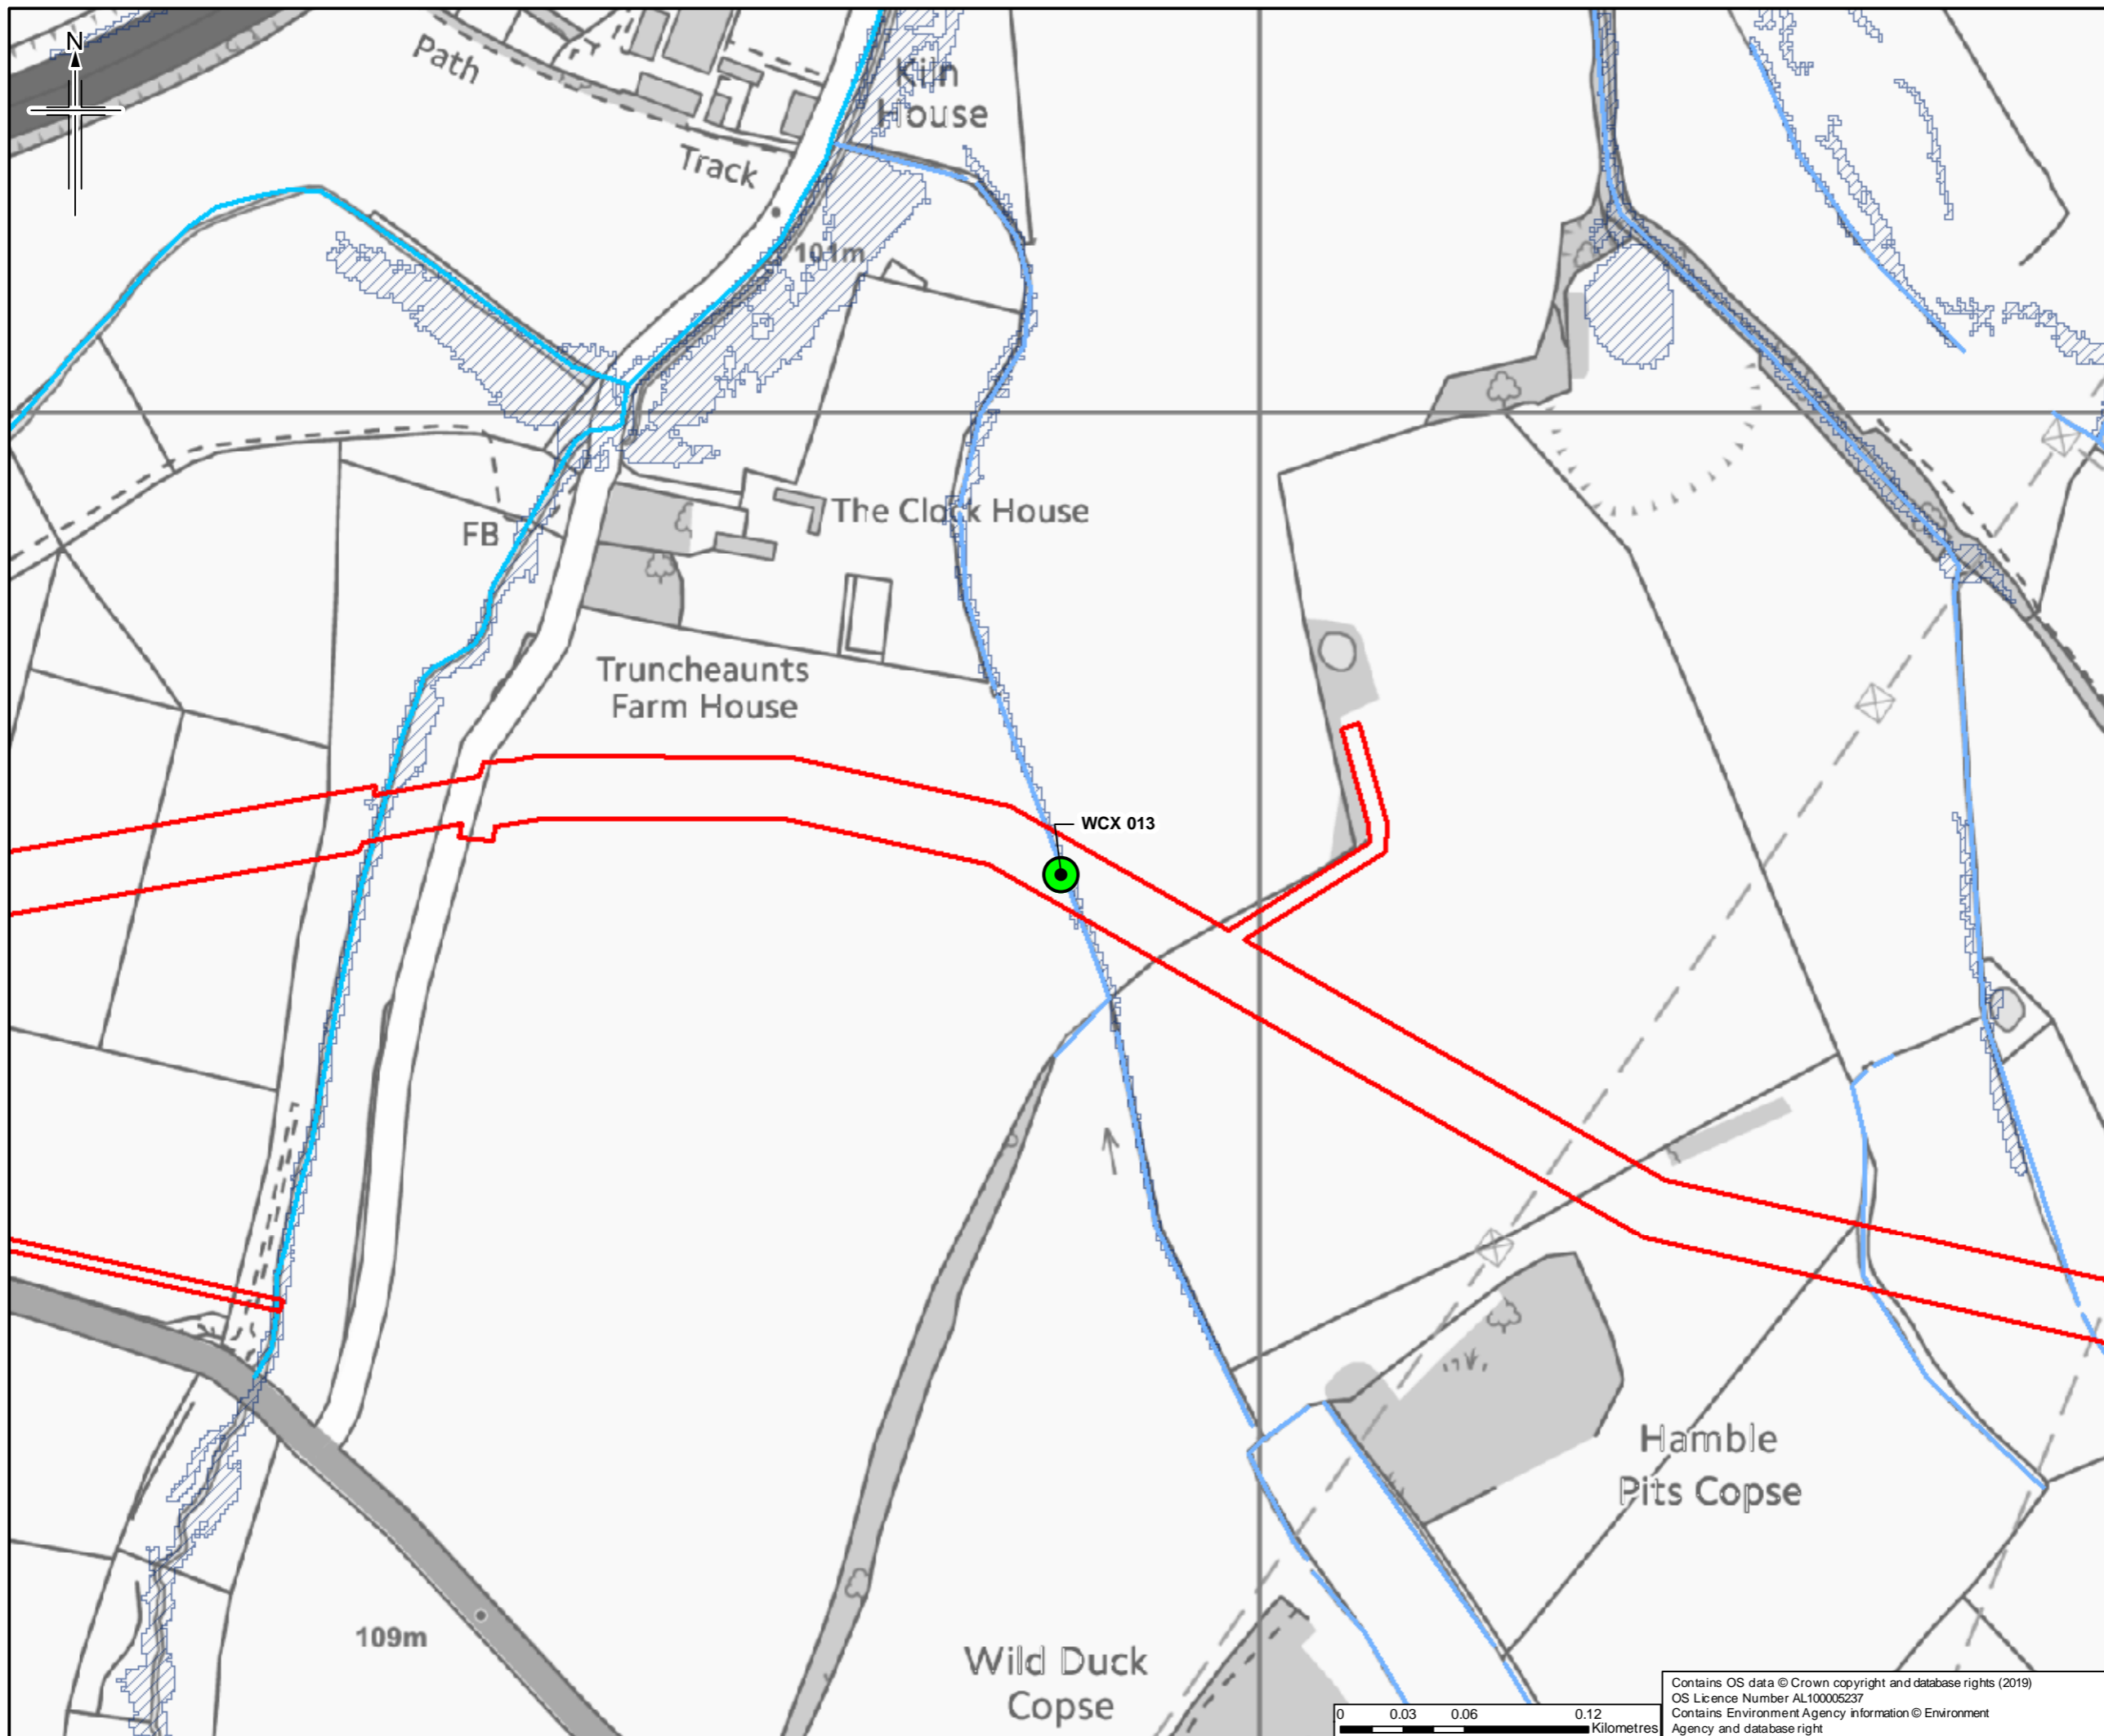 N
Path
Kiln
House
Track
101m
The Clock House
FB
Truncheaunts
Farm House
WCX 013
Hamble
Pits Copse
109m
Wild Duck
Copse
0 0.03 0.06 0.12
Kilometres
Contains OS data © Crown copyright and database rights (2019)
OS Licence Number AL100005237
Contains Environment Agency information © Environment
Agency and database right